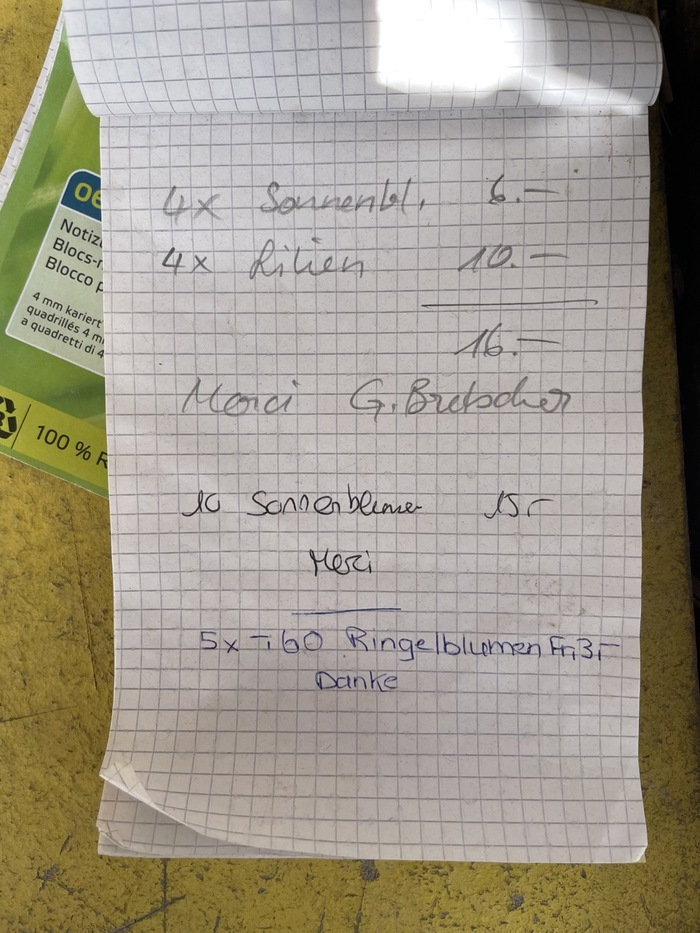 4x Sonnenbl. 6.—
4x Lilien 10.—
16.—
Merci G. Bretscher
10 Sonnenblumen 15.-
Merci
5x -.60 Ringelblumen Fr. 3.-
Danke
Notiz
Blocs-
Blocco
4 mm kariert
quadrillés 4 m
a quadretti di 4
100 % R